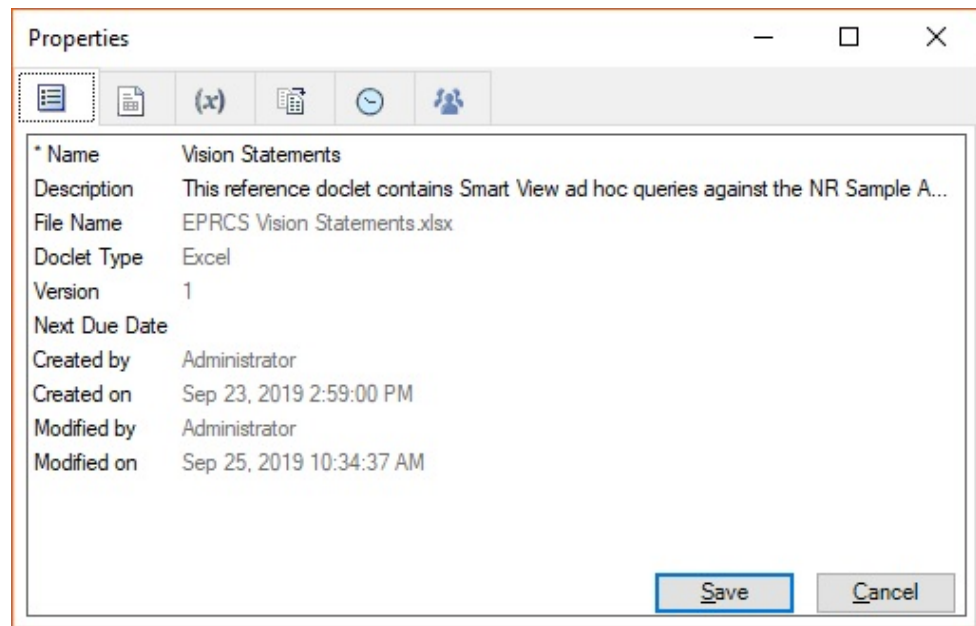 Properties
(x)
* Name Vision Statements
Description This reference doclet contains Smart View ad hoc queries against the NR Sample A...
File Name EPRCS Vision Statements.xlsx
Doclet Type Excel
Version 1
Next Due Date
Created by Administrator
Created on Sep 23, 2019 2:59:00 PM
Modified by Administrator
Modified on Sep 25, 2019 10:34:37 AM
Save Cancel